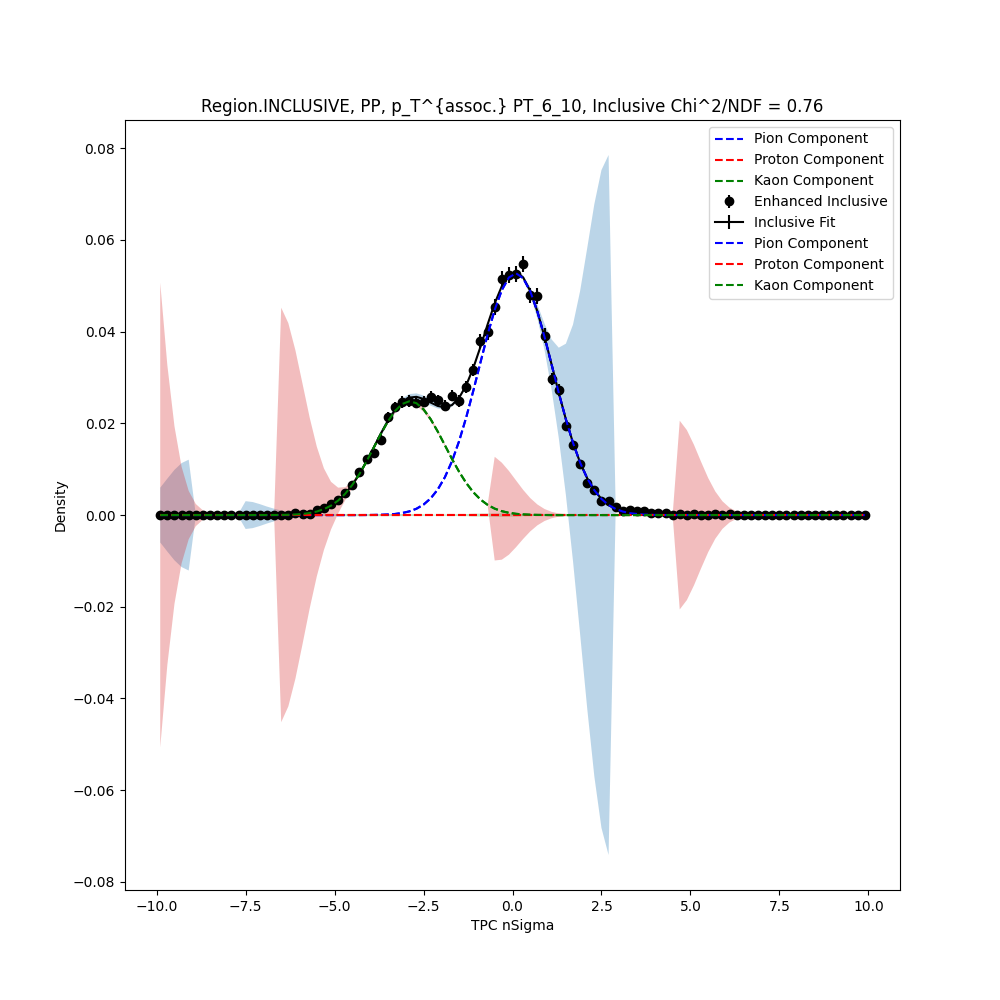 Region.INCLUSIVE, PP, p_T^{assoc.} PT_6_10, Inclusive Chi^2/NDF = 0.76
Pion Component
Proton Component
Kaon Component
Enhanced Inclusive
Inclusive Fit
Pion Component
Proton Component
Kaon Component
0.08
0.06
0.04
0.02
0.00
−0.02
−0.04
−0.06
−0.08
Density
−10.0 −7.5 −5.0 −2.5 0.0 2.5 5.0 7.5 10.0
TPC nSigma